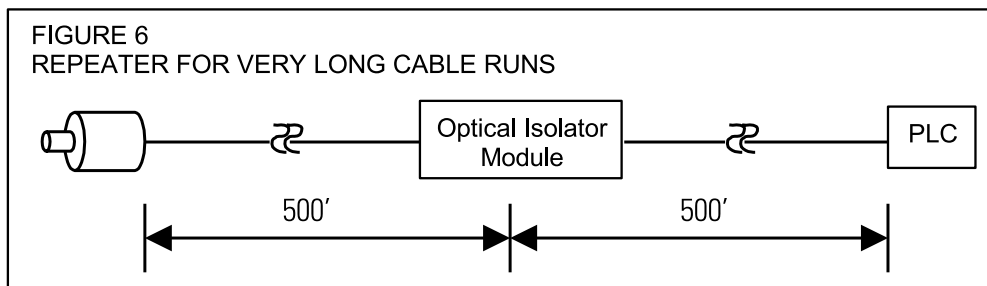 FIGURE 6
REPEATER FOR VERY LONG CABLE RUNS
Optical Isolator
Module
PLC
500'
500'